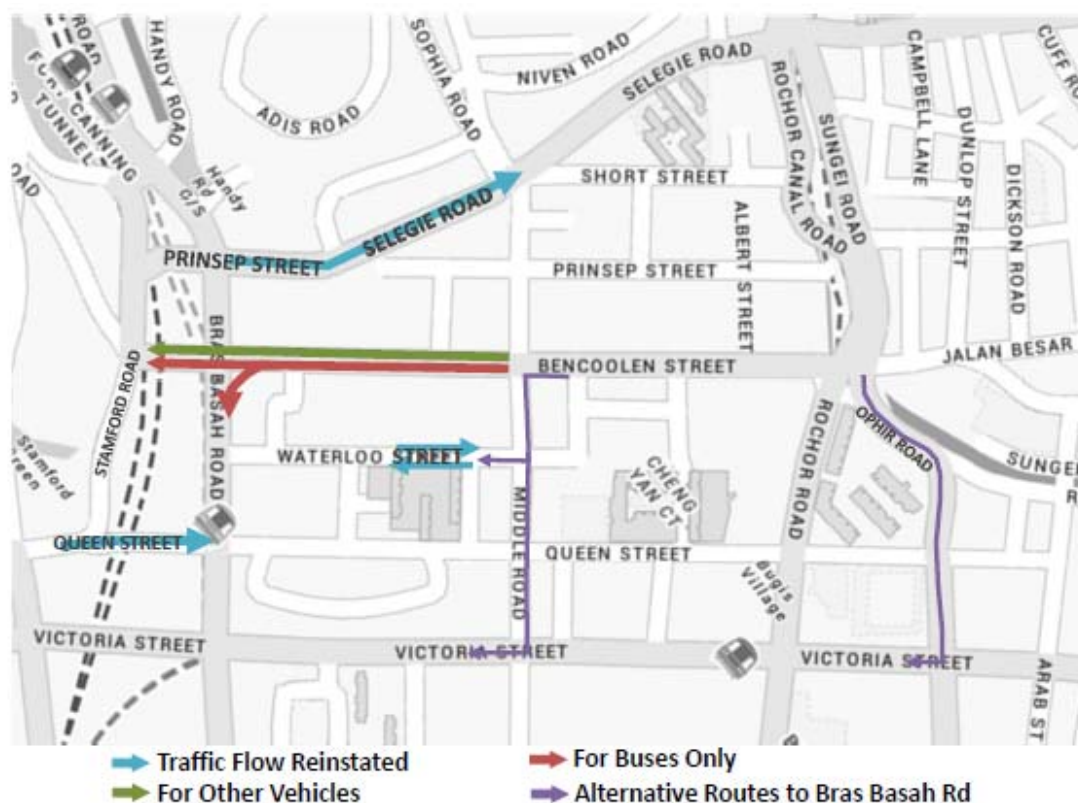 ROAD
FORT CANNING
TUNNEL
HANDY ROAD
Handy
Rd
C/S
ADIS ROAD
SOPHIA ROAD
NIVEN ROAD
SELEGIE ROAD
ROCHOR CANAL ROAD
SUNGEI ROAD
CAMPBELL LANE
DUNLOP STREET
DICKSON ROAD
CUFF RO
OAD
SHORT STREET
ALBERT STREET
SELEGIE ROAD
PRINSEP STREET
PRINSEP STREET
BRAS BASAH ROAD
STAMFORD ROAD
BENCOOLEN STREET
JALAN BESAR
OPHIR ROAD
ROCHOR ROAD
SUNGE
R
Stamford
reen
WATERLOO STREET
CHENG
YAN CT
MIDDLE ROAD
QUEEN STREET
QUEEN STREET
Bugis
Village
VICTORIA STREET
VICTORIA STREET
VICTORIA STREET
ARAB ST
Traffic Flow Reinstated
For Buses Only
For Other Vehicles
Alternative Routes to Bras Basah Rd